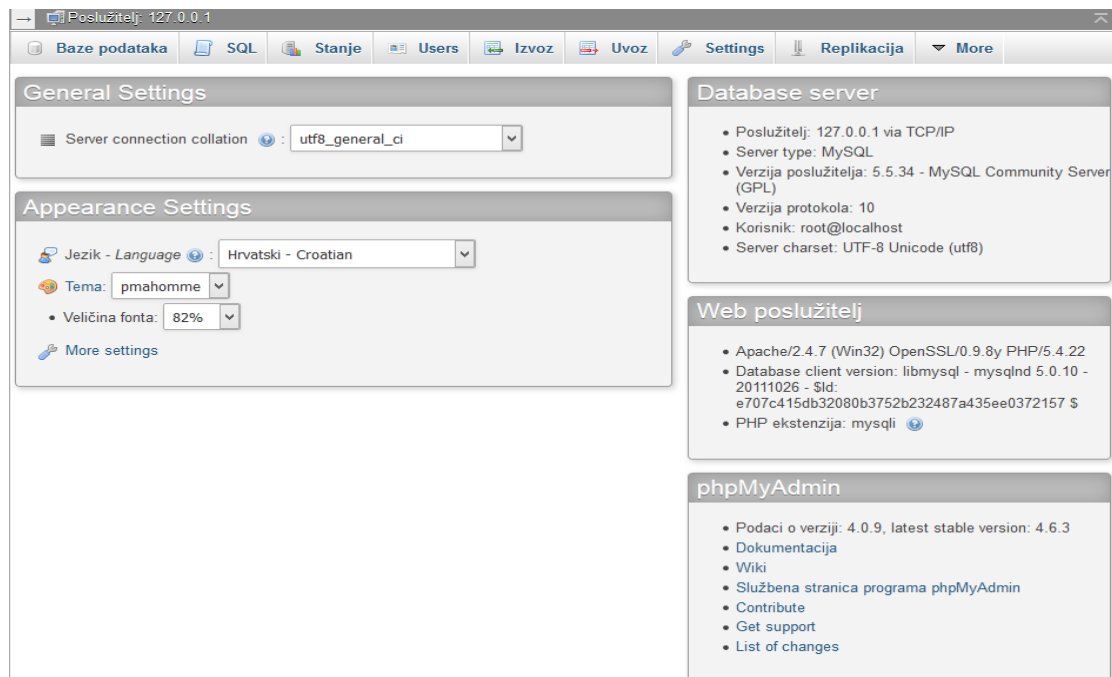 Poslužitelj: 127.0.0.1
Baze podataka SQL Stanje Users Izvoz Uvoz Settings Replikacija More
General Settings
Server connection collation : utf8_general_ci
Appearance Settings
Jezik - Language : Hrvatski - Croatian
Tema: pmahomme
Veličina fonta: 82%
More settings
Database server
Poslužitelj: 127.0.0.1 via TCP/IP
Server type: MySQL
Verzija poslužitelja: 5.5.34 - MySQL Community Server
(GPL)
Verzija protokola: 10
Korisnik: root@localhost
Server charset: UTF-8 Unicode (utf8)
Web poslužitelj
Apache/2.4.7 (Win32) OpenSSL/0.9.8y PHP/5.4.22
Database client version: libmysql - mysqlnd 5.0.10 -
20111026 - $Id:
e707c415db32080b3752b232487a435ee0372157 $
PHP ekstenzija: mysqli
phpMyAdmin
Podaci o verziji: 4.0.9, latest stable version: 4.6.3
Dokumentacija
Wiki
Službena stranica programa phpMyAdmin
Contribute
Get support
List of changes